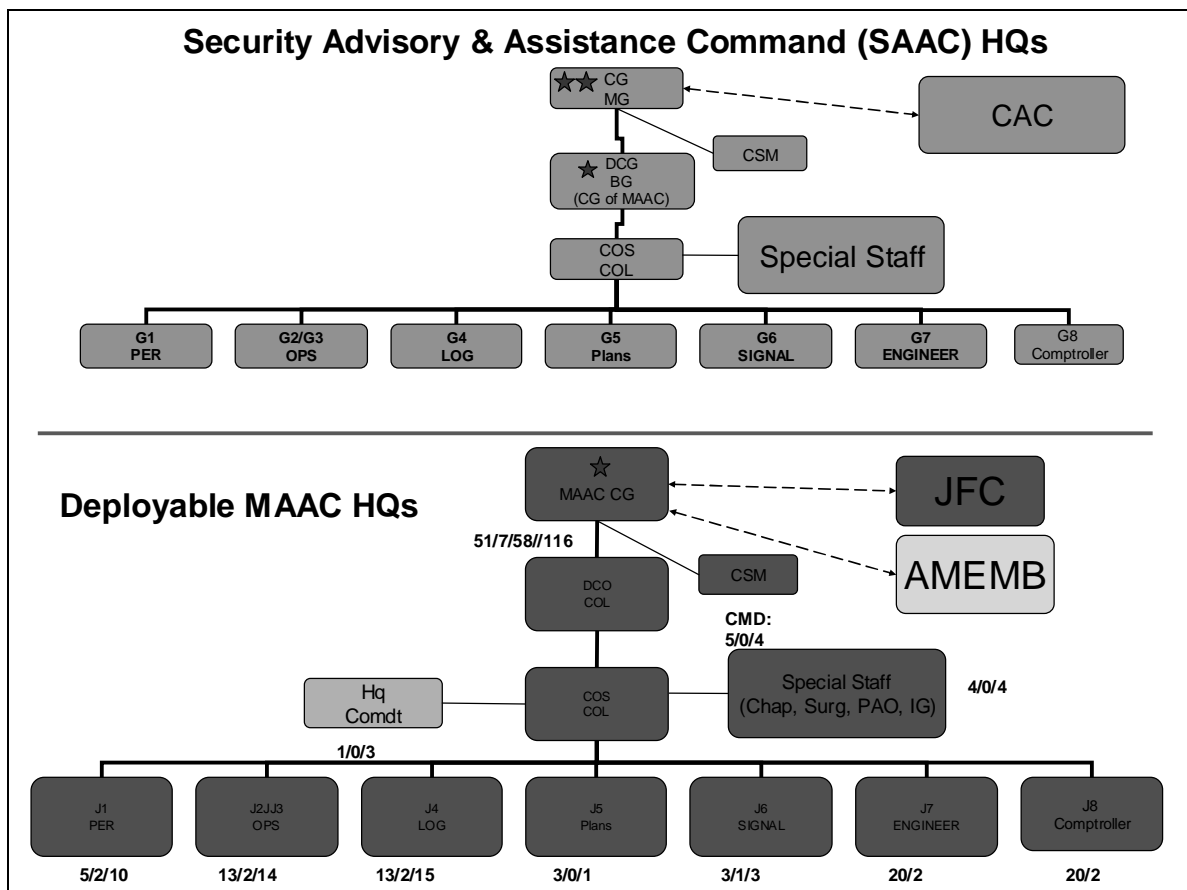 Security Advisory & Assistance Command (SAAC) HQs
CG
MG
CAC
CSM
DCG
BG
(CG of MAAC)
COS
COL
Special Staff
G1
PER
G2/G3
OPS
G4
LOG
G5
Plans
G6
SIGNAL
G7
ENGINEER
G8
Comptroller
Deployable MAAC HQs
MAAC CG
JFC
51/7/58//116
AMEMB
CSM
DCO
COL
CMD:
5/0/4
Hq
Comdt
COS
COL
Special Staff
(Chap, Surg, PAO, IG)
4/0/4
1/0/3
J1
PER
J2JJ3
OPS
J4
LOG
J5
Plans
J6
SIGNAL
J7
ENGINEER
J8
Comptroller
5/2/10
13/2/14
13/2/15
3/0/1
3/1/3
20/2
20/2